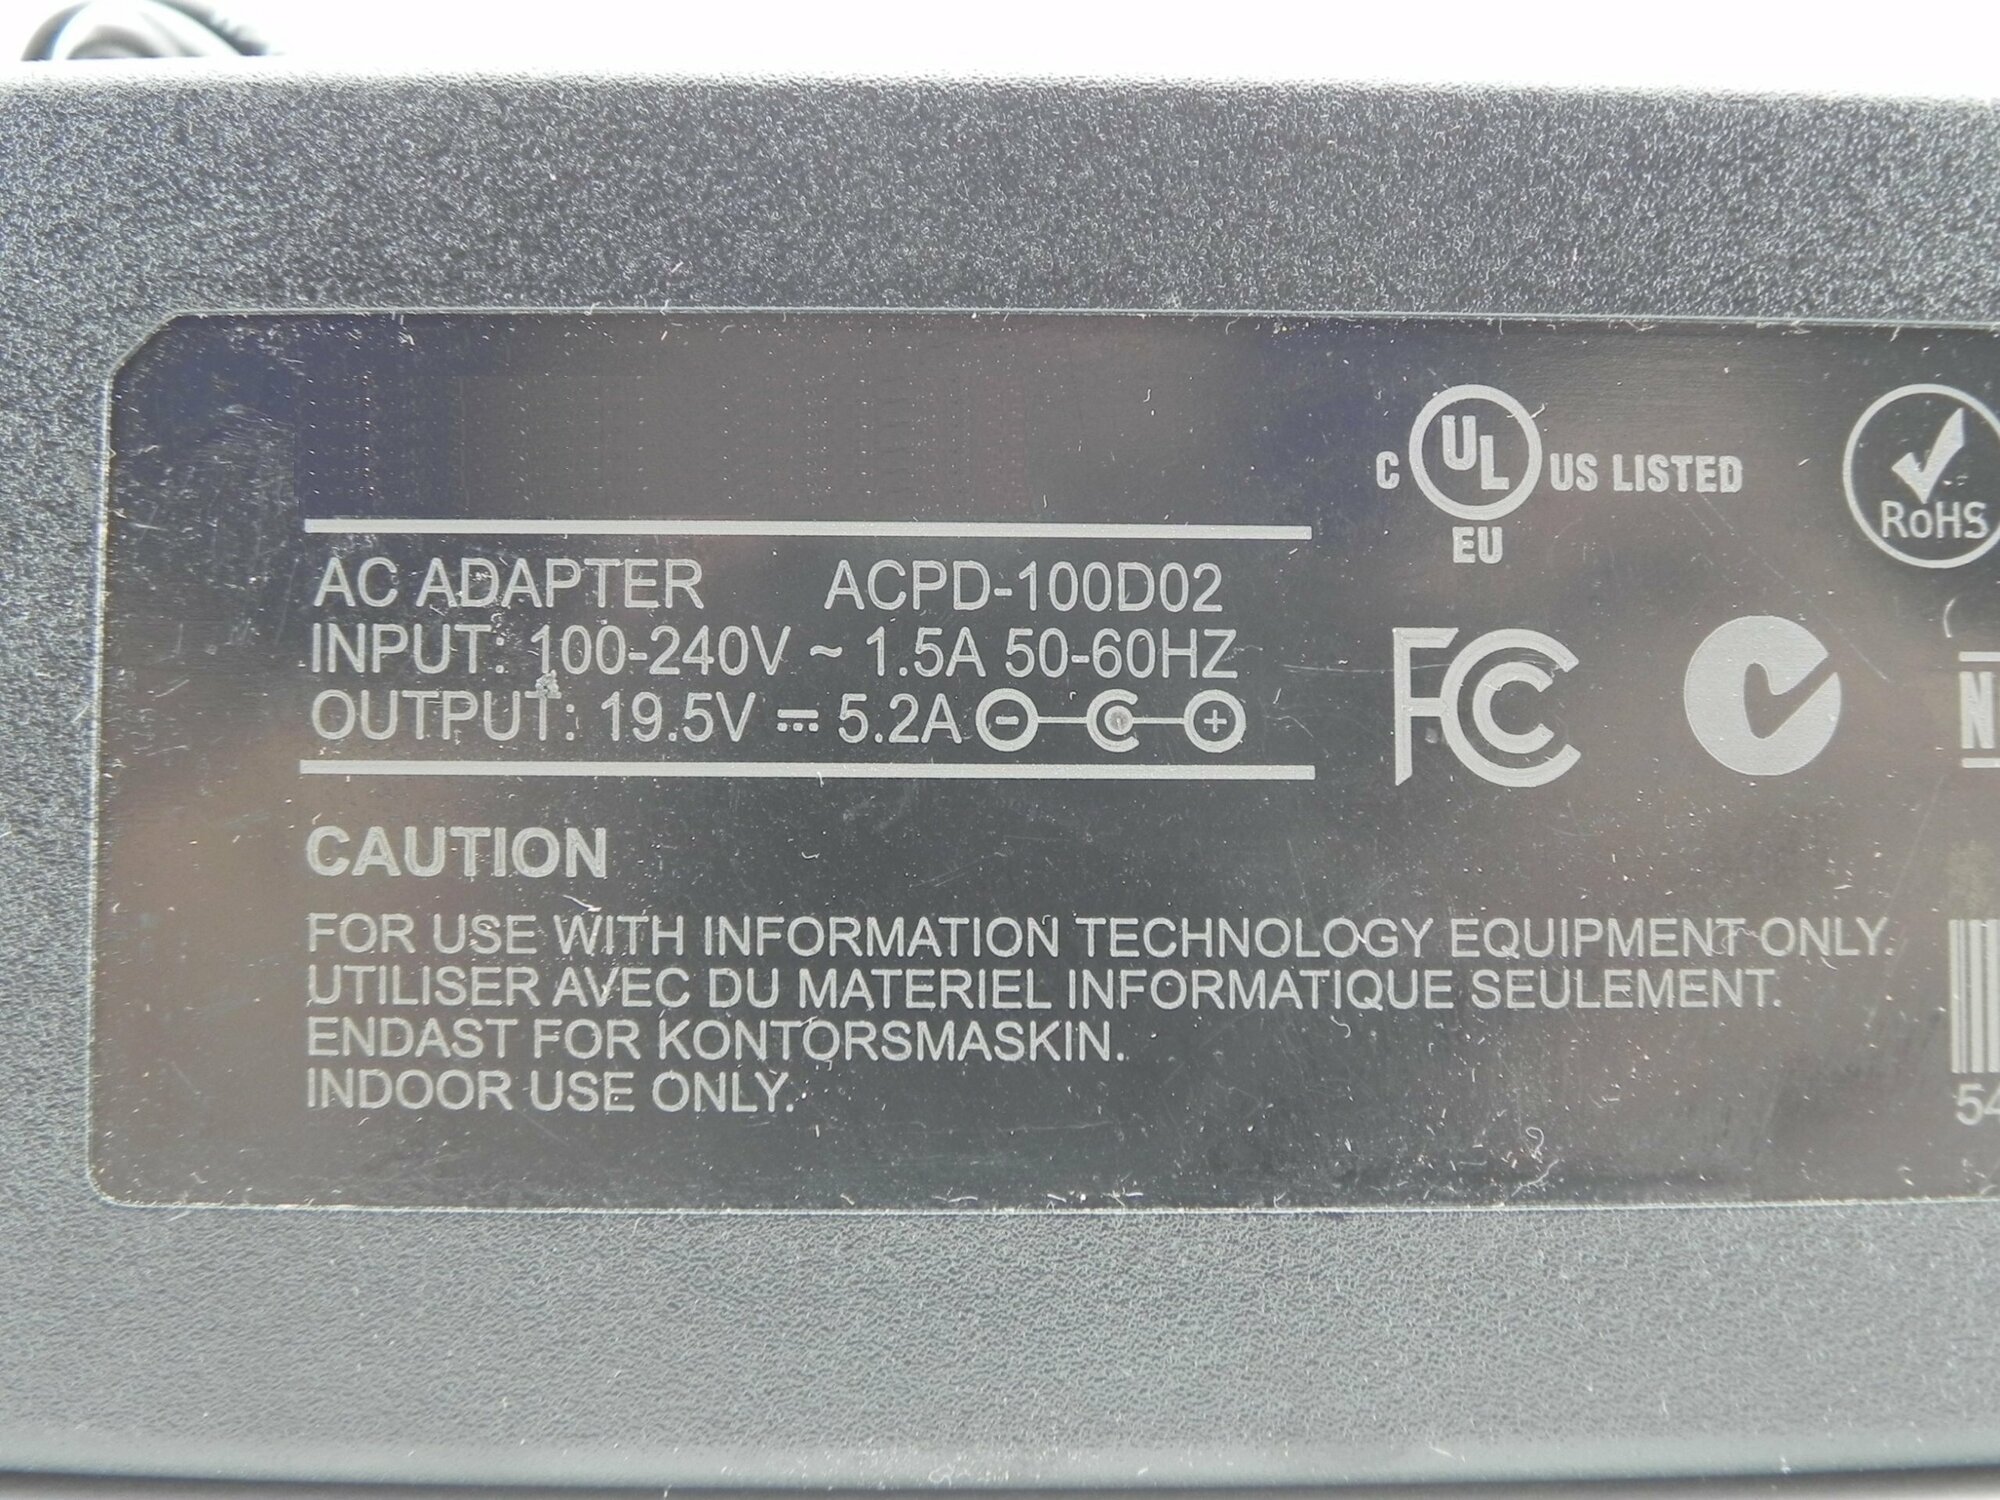 C UL US LISTED
EU
RoHS
AC ADAPTER ACPD-100D02
INPUT: 100-240V ~ 1.5A 50-60HZ
OUTPUT: 19.5V ⎓ 5.2A
FC
N
CAUTION
FOR USE WITH INFORMATION TECHNOLOGY EQUIPMENT ONLY.
UTILISER AVEC DU MATERIEL INFORMATIQUE SEULEMENT.
ENDAST FOR KONTORSMASKIN.
INDOOR USE ONLY.
54